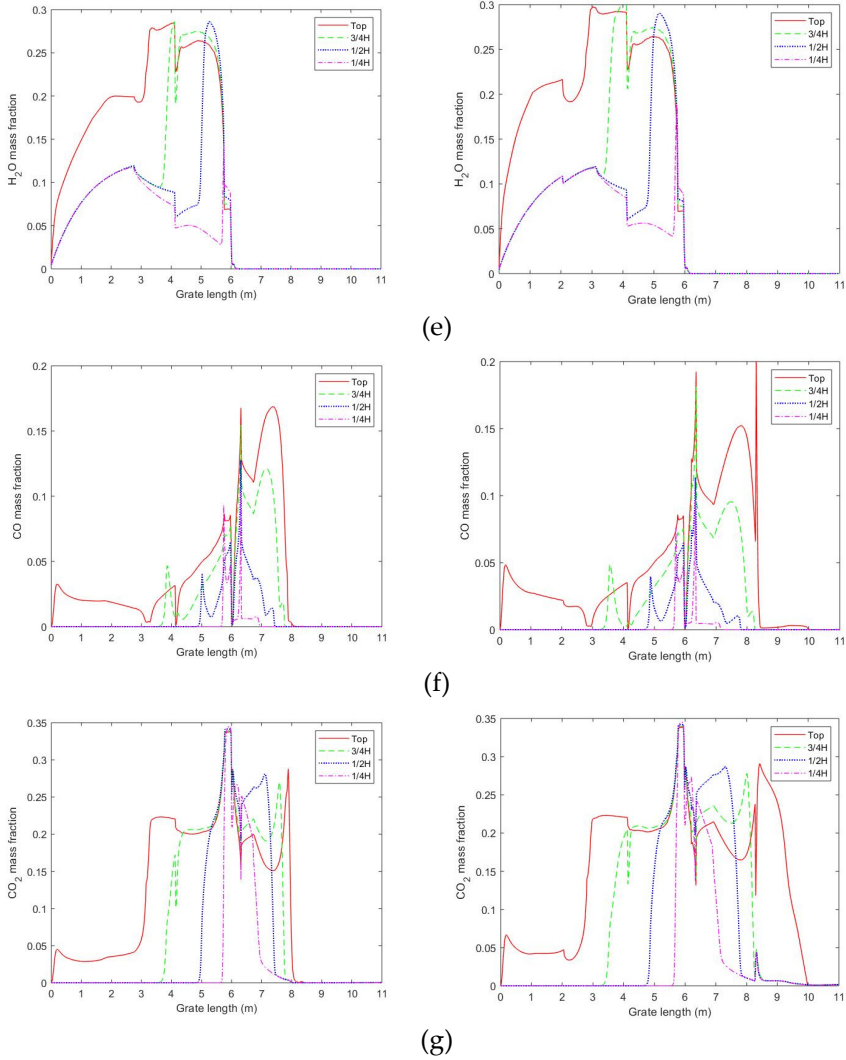 0.3
0.25
0.2
0.15
0.1
0.05
0
H2O mass fraction
0 1 2 3 4 5 6 7 8 9 10 11
Grate length (m)
Top
3/4H
1/2H
1/4H
0.3
0.25
0.2
0.15
0.1
0.05
0
H2O mass fraction
0 1 2 3 4 5 6 7 8 9 10 11
Grate length (m)
Top
3/4H
1/2H
1/4H
(e)
0.2
0.15
0.1
0.05
0
CO mass fraction
0 1 2 3 4 5 6 7 8 9 10 11
Grate length (m)
Top
3/4H
1/2H
1/4H
0.2
0.15
0.1
0.05
0
CO mass fraction
0 1 2 3 4 5 6 7 8 9 10 11
Grate length (m)
Top
3/4H
1/2H
1/4H
(f)
0.35
0.3
0.25
0.2
0.15
0.1
0.05
0
CO2 mass fraction
0 1 2 3 4 5 6 7 8 9 10 11
Grate length (m)
Top
3/4H
1/2H
1/4H
0.35
0.3
0.25
0.2
0.15
0.1
0.05
0
CO2 mass fraction
0 1 2 3 4 5 6 7 8 9 10 11
Grate length (m)
Top
3/4H
1/2H
1/4H
(g)